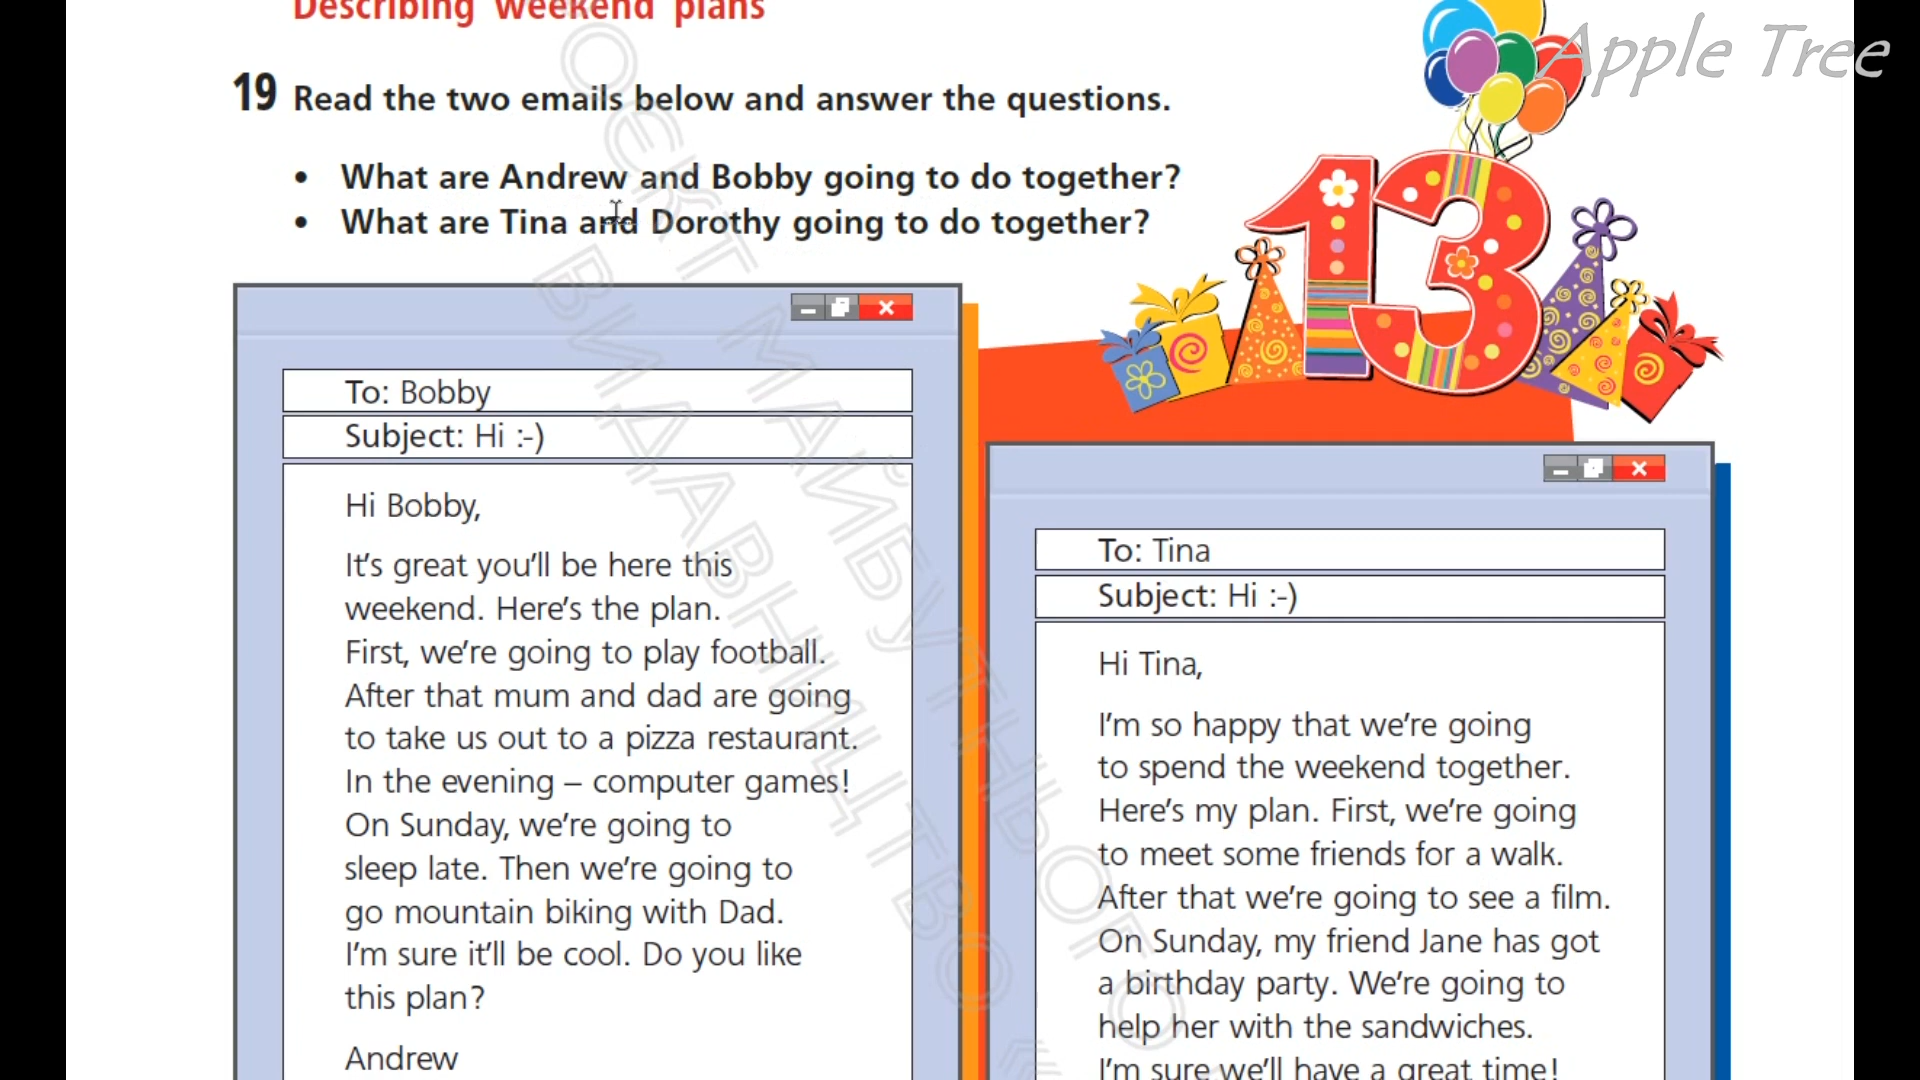 Describing weekend plans
Apple Tree
19 Read the two emails below and answer the questions.
• What are Andrew and Bobby going to do together?
• What are Tina and Dorothy going to do together?
13
To: Bobby
Subject: Hi :-)
Hi Bobby,
It's great you'll be here this
weekend. Here's the plan.
First, we're going to play football.
After that mum and dad are going
to take us out to a pizza restaurant.
In the evening – computer games!
On Sunday, we're going to
sleep late. Then we're going to
go mountain biking with Dad.
I'm sure it'll be cool. Do you like
this plan?
Andrew
To: Tina
Subject: Hi :-)
Hi Tina,
I'm so happy that we're going
to spend the weekend together.
Here's my plan. First, we're going
to meet some friends for a walk.
After that we're going to see a film.
On Sunday, my friend Jane has got
a birthday party. We're going to
help her with the sandwiches.
I'm sure we'll have a great time!
МАЙБУТНЬОГО
ВИДАВНИЦТВО «